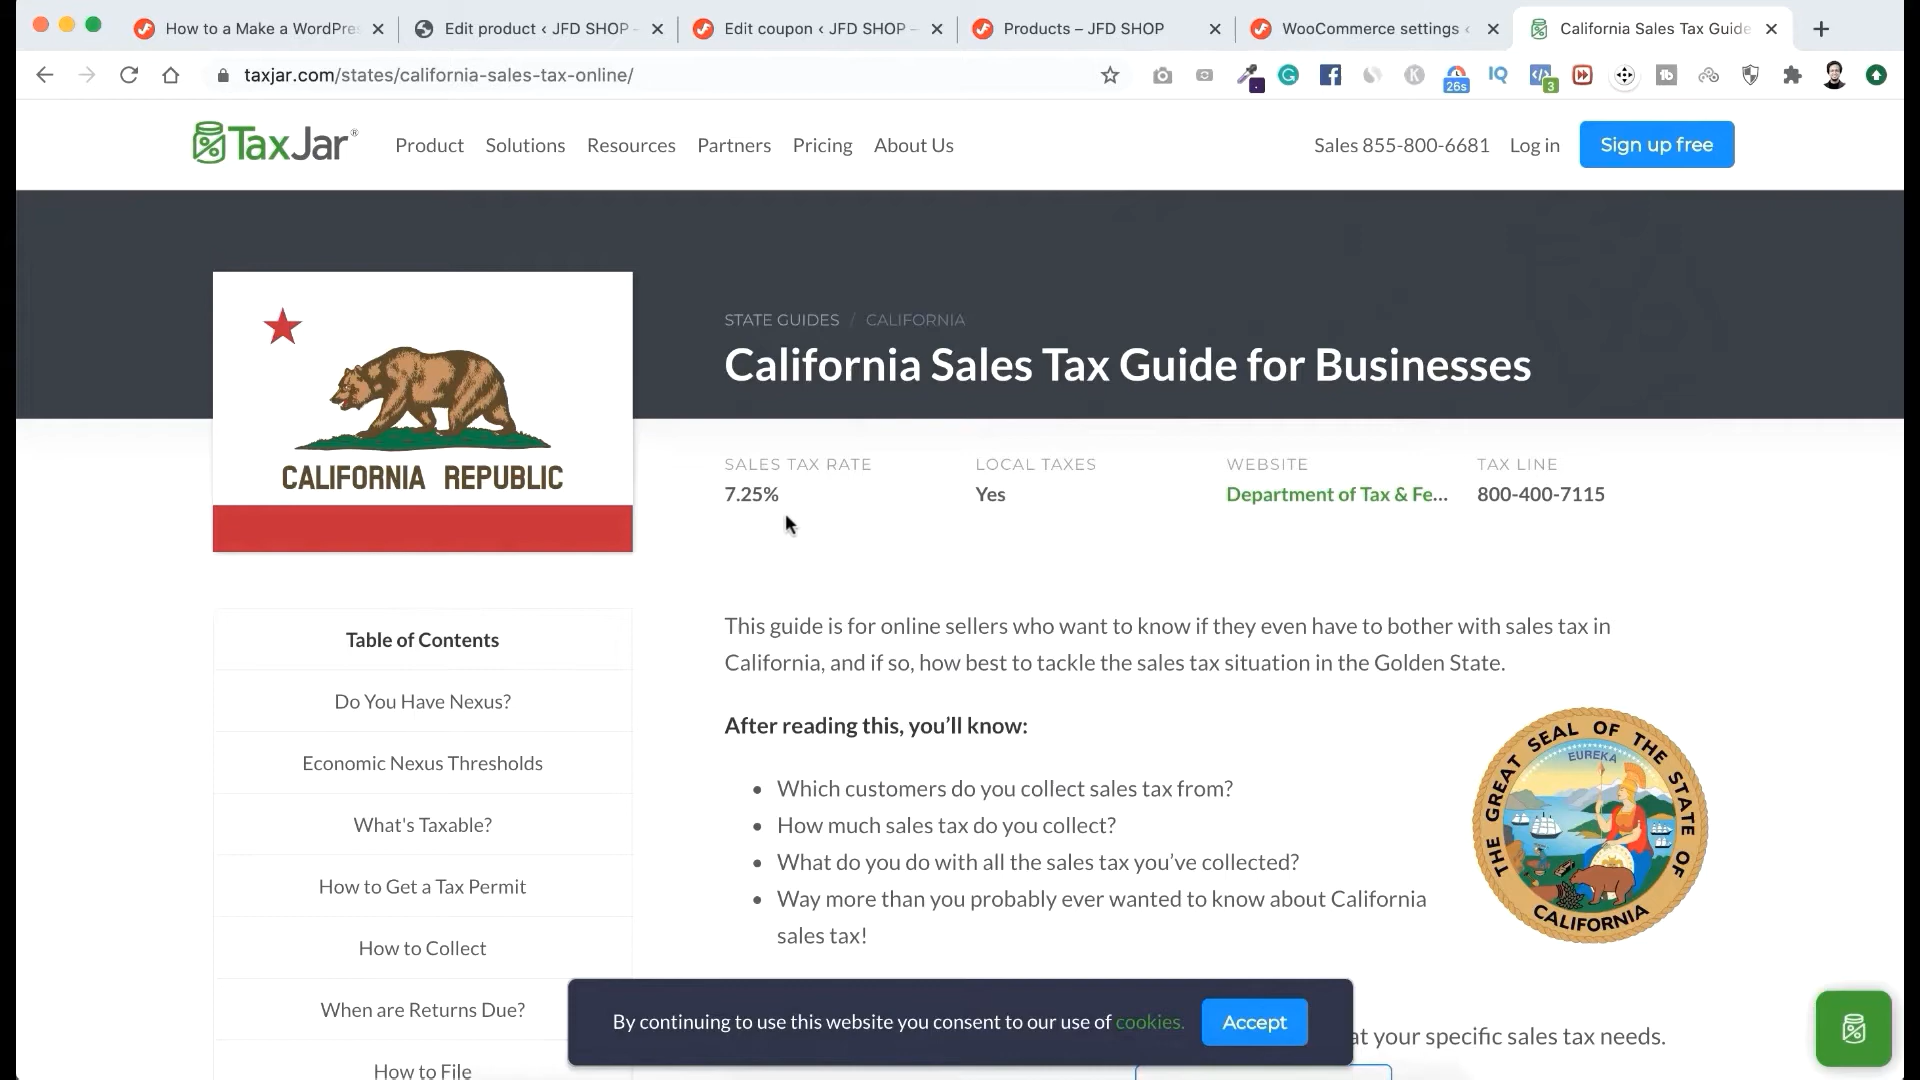 How to a Make a WordPre
Edit product ‹ JFD SHOP -
Edit coupon ‹ JFD SHOP –
Products – JFD SHOP
WooCommerce settings ‹
California Sales Tax Guide
taxjar.com/states/california-sales-tax-online/
26s
IQ
3
TaxJar®
Product
Solutions
Resources
Partners
Pricing
About Us
Sales 855-800-6681
Log in
Sign up free
STATE GUIDES / CALIFORNIA
California Sales Tax Guide for Businesses
CALIFORNIA REPUBLIC
SALES TAX RATE
7.25%
LOCAL TAXES
Yes
WEBSITE
Department of Tax & Fe...
TAX LINE
800-400-7115
Table of Contents
Do You Have Nexus?
Economic Nexus Thresholds
What's Taxable?
How to Get a Tax Permit
How to Collect
When are Returns Due?
How to File
This guide is for online sellers who want to know if they even have to bother with sales tax in
California, and if so, how best to tackle the sales tax situation in the Golden State.
After reading this, you’ll know:
• Which customers do you collect sales tax from?
• How much sales tax do you collect?
• What do you do with all the sales tax you’ve collected?
• Way more than you probably ever wanted to know about California
sales tax!
THE GREAT SEAL OF THE STATE OF CALIFORNIA
EUREKA
at your specific sales tax needs.
By continuing to use this website you consent to our use of cookies.
Accept